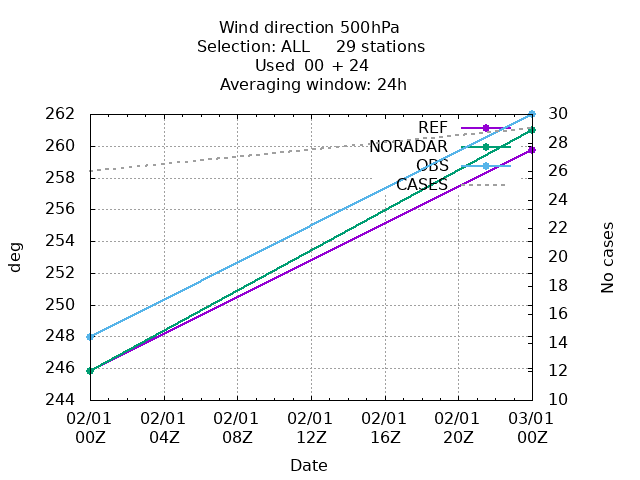 Wind direction 500hPa
Selection: ALL     29 stations
Used  00  + 24
Averaging window: 24h
262
260
258
256
254
252
250
248
246
244
deg
30
28
26
24
22
20
18
16
14
12
10
No cases
REF
NORADAR
OBS
CASES
02/01 02/01 02/01 02/01 02/01 02/01 03/01
00Z 04Z 08Z 12Z 16Z 20Z 00Z
Date